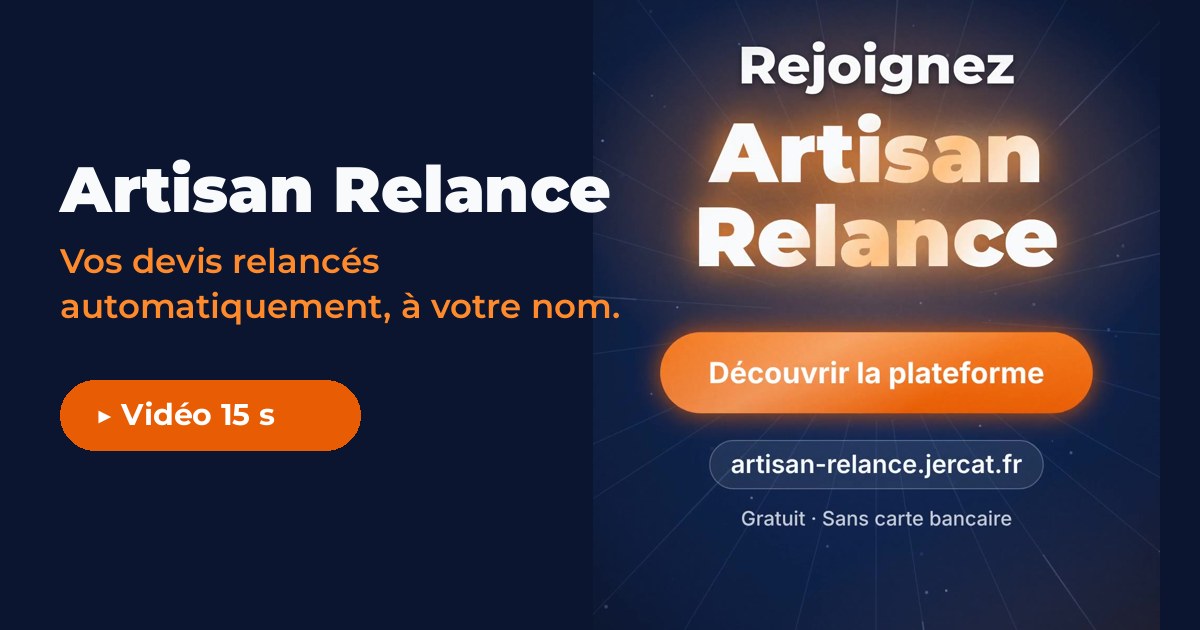 Artisan Relance
Vos devis relancés
automatiquement, à votre nom.
▸ Vidéo 15 s
Rejoignez
Artisan
Relance
Découvrir la plateforme
artisan-relance.jercat.fr
Gratuit · Sans carte bancaire